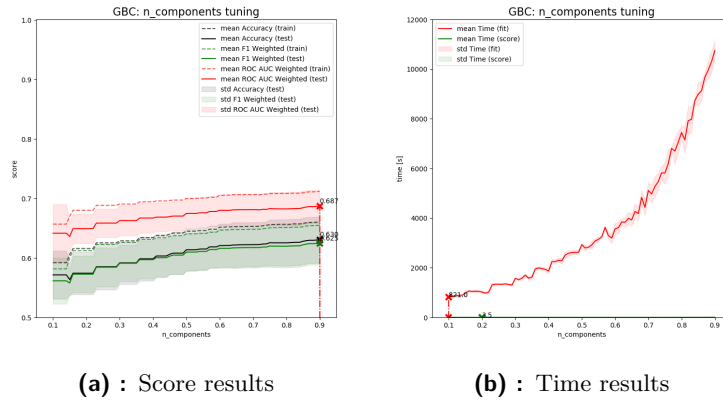 GBC: n_components tuning
1.0
0.9
0.8
0.7
0.6
0.5
score
mean Accuracy (train)
mean Accuracy (test)
mean F1 Weighted (train)
mean F1 Weighted (test)
mean ROC AUC Weighted (train)
mean ROC AUC Weighted (test)
std Accuracy (test)
std F1 Weighted (test)
std ROC AUC Weighted (test)
0.687
0.630
0.625
0.1 0.2 0.3 0.4 0.5 0.6 0.7 0.8 0.9
n_components
(a) : Score results
GBC: n_components tuning
12000
10000
8000
6000
4000
2000
0
time [s]
mean Time (fit)
mean Time (score)
std Time (fit)
std Time (score)
821.0
3.5
0.1 0.2 0.3 0.4 0.5 0.6 0.7 0.8 0.9
n_components
(b) : Time results